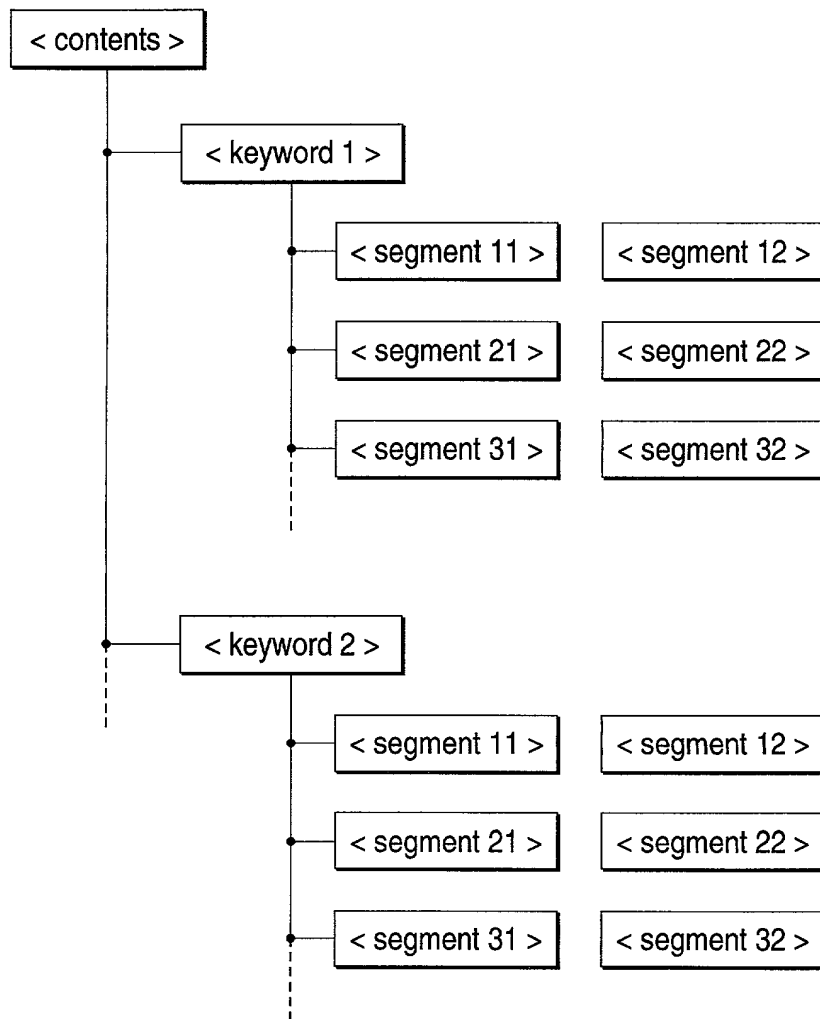 < contents >
< keyword 1 >
< segment 11 > < segment 12 >
< segment 21 > < segment 22 >
< segment 31 > < segment 32 >
< keyword 2 >
< segment 11 > < segment 12 >
< segment 21 > < segment 22 >
< segment 31 > < segment 32 >